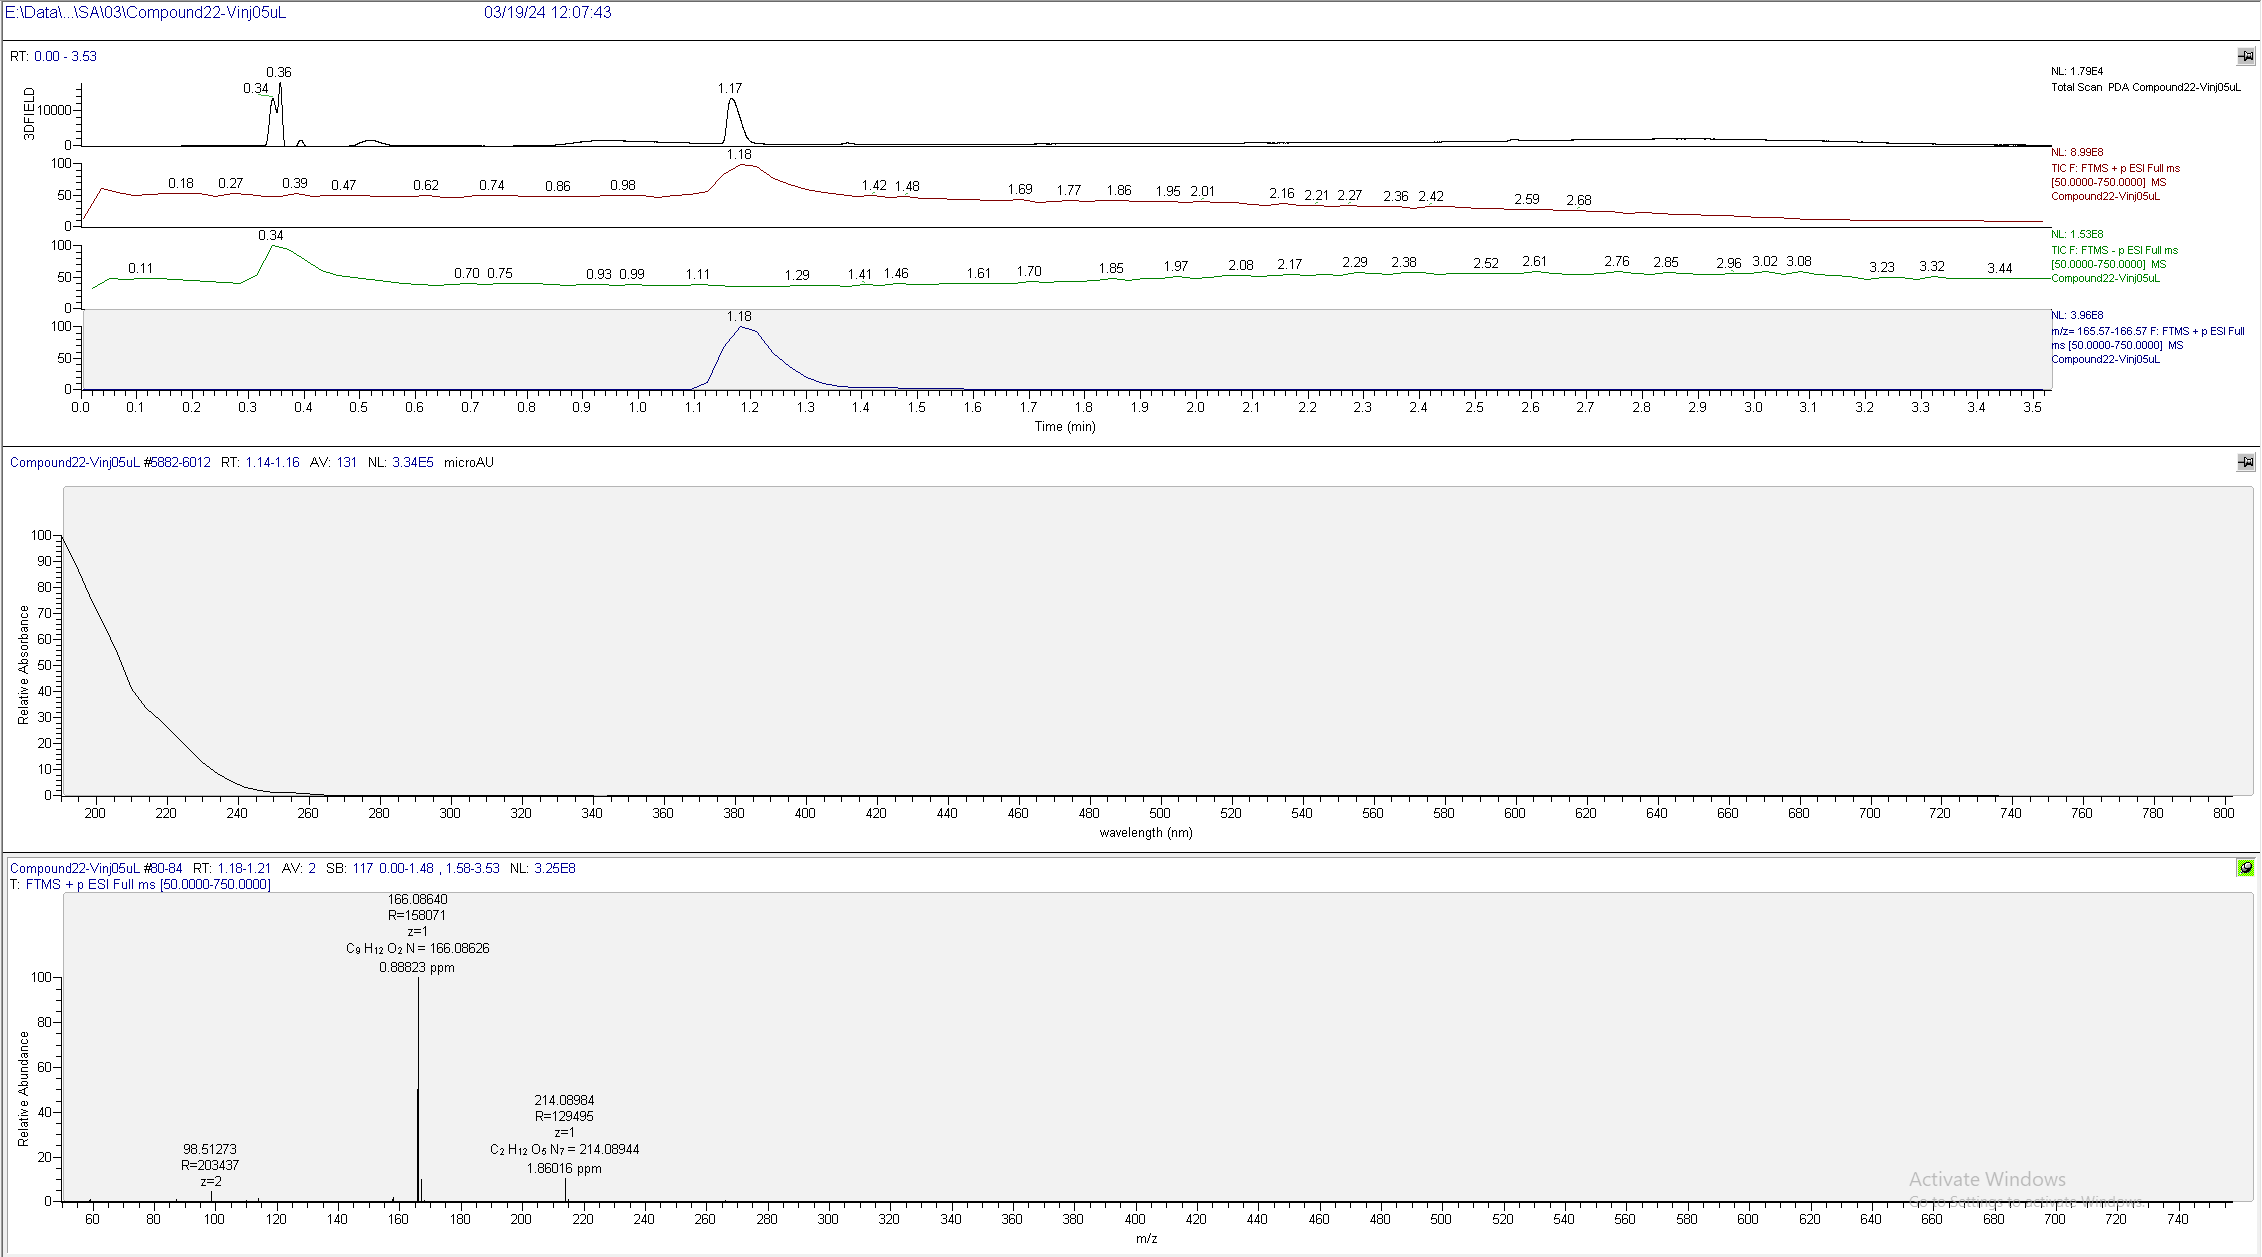 E:\Data\...\SA\03\Compound22-Vinj05uL 03/19/24 12:07:43
RT: 0.00 - 3.53
NL: 1.79E4
Total Scan PDA Compound22-Vinj05uL
3DFIELD
10000
0
0.34 0.36 1.17
NL: 8.99E8
TIC F: FTMS + p ESI Full ms
[50.0000-750.0000] MS
Compound22-Vinj05uL
100
50
0
0.18 0.27 0.39 0.47 0.62 0.74 0.86 0.98 1.18 1.42 1.48 1.69 1.77 1.86 1.95 2.01 2.16 2.21 2.27 2.36 2.42 2.59 2.68
NL: 1.53E8
TIC F: FTMS - p ESI Full ms
[50.0000-750.0000] MS
Compound22-Vinj05uL
100
50
0
0.11 0.34 0.70 0.75 0.93 0.99 1.11 1.29 1.41 1.46 1.61 1.70 1.85 1.97 2.08 2.17 2.29 2.38 2.52 2.61 2.76 2.85 2.96 3.02 3.08 3.23 3.32 3.44
NL: 3.96E8
m/z= 165.57-166.57 F: FTMS + p ESI Full
ms [50.0000-750.0000] MS
Compound22-Vinj05uL
100
50
0
1.18
0.0 0.1 0.2 0.3 0.4 0.5 0.6 0.7 0.8 0.9 1.0 1.1 1.2 1.3 1.4 1.5 1.6 1.7 1.8 1.9 2.0 2.1 2.2 2.3 2.4 2.5 2.6 2.7 2.8 2.9 3.0 3.1 3.2 3.3 3.4 3.5
Time (min)
Compound22-Vinj05uL #5882-6012 RT: 1.14-1.16 AV: 131 NL: 3.34E5 microAU
Relative Absorbance
100
90
80
70
60
50
40
30
20
10
0
200 220 240 260 280 300 320 340 360 380 400 420 440 460 480 500 520 540 560 580 600 620 640 660 680 700 720 740 760 780 800
wavelength (nm)
Compound22-Vinj05uL #80-84 RT: 1.18-1.21 AV: 2 SB: 117 0.00-1.48 , 1.58-3.53 NL: 3.25E8
T: FTMS + p ESI Full ms [50.0000-750.0000]
166.08640
R=158071
z=1
C₉ H₁₂ O₂ N = 166.08626
0.88823 ppm
214.08984
R=129495
z=1
C₂ H₁₂ O₅ N₇ = 214.08944
1.86016 ppm
98.51273
R=203437
z=2
Relative Abundance
100
80
60
40
20
0
Activate Windows
Go to Settings to activate Windows.
60 80 100 120 140 160 180 200 220 240 260 280 300 320 340 360 380 400 420 440 460 480 500 520 540 560 580 600 620 640 660 680 700 720 740
m/z